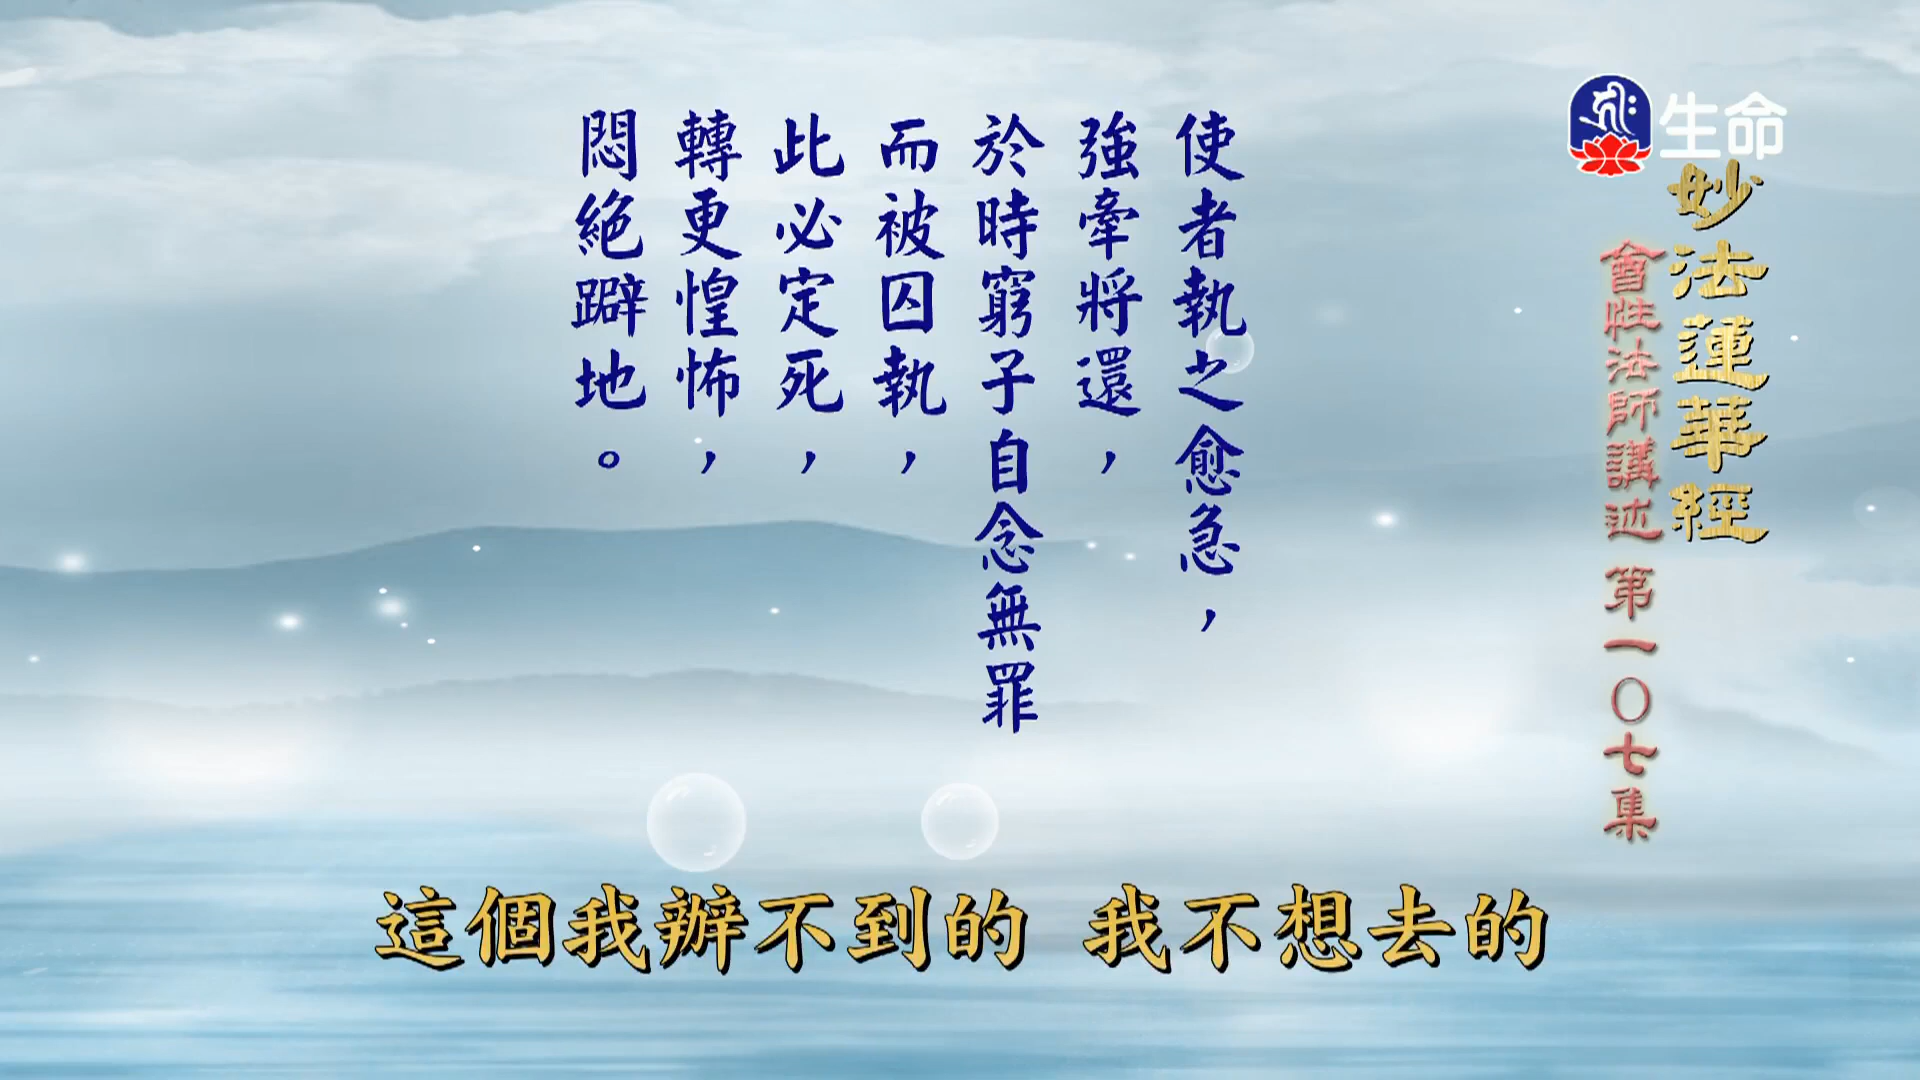 生命
妙法蓮華經
會性法師講述 第一〇七集
使者執之愈急，
強牽將還，
於時窮子自念無罪
而被囚執，
此必定死，
轉更惶怖，
悶絕躃地。
這個我辦不到的 我不想去的